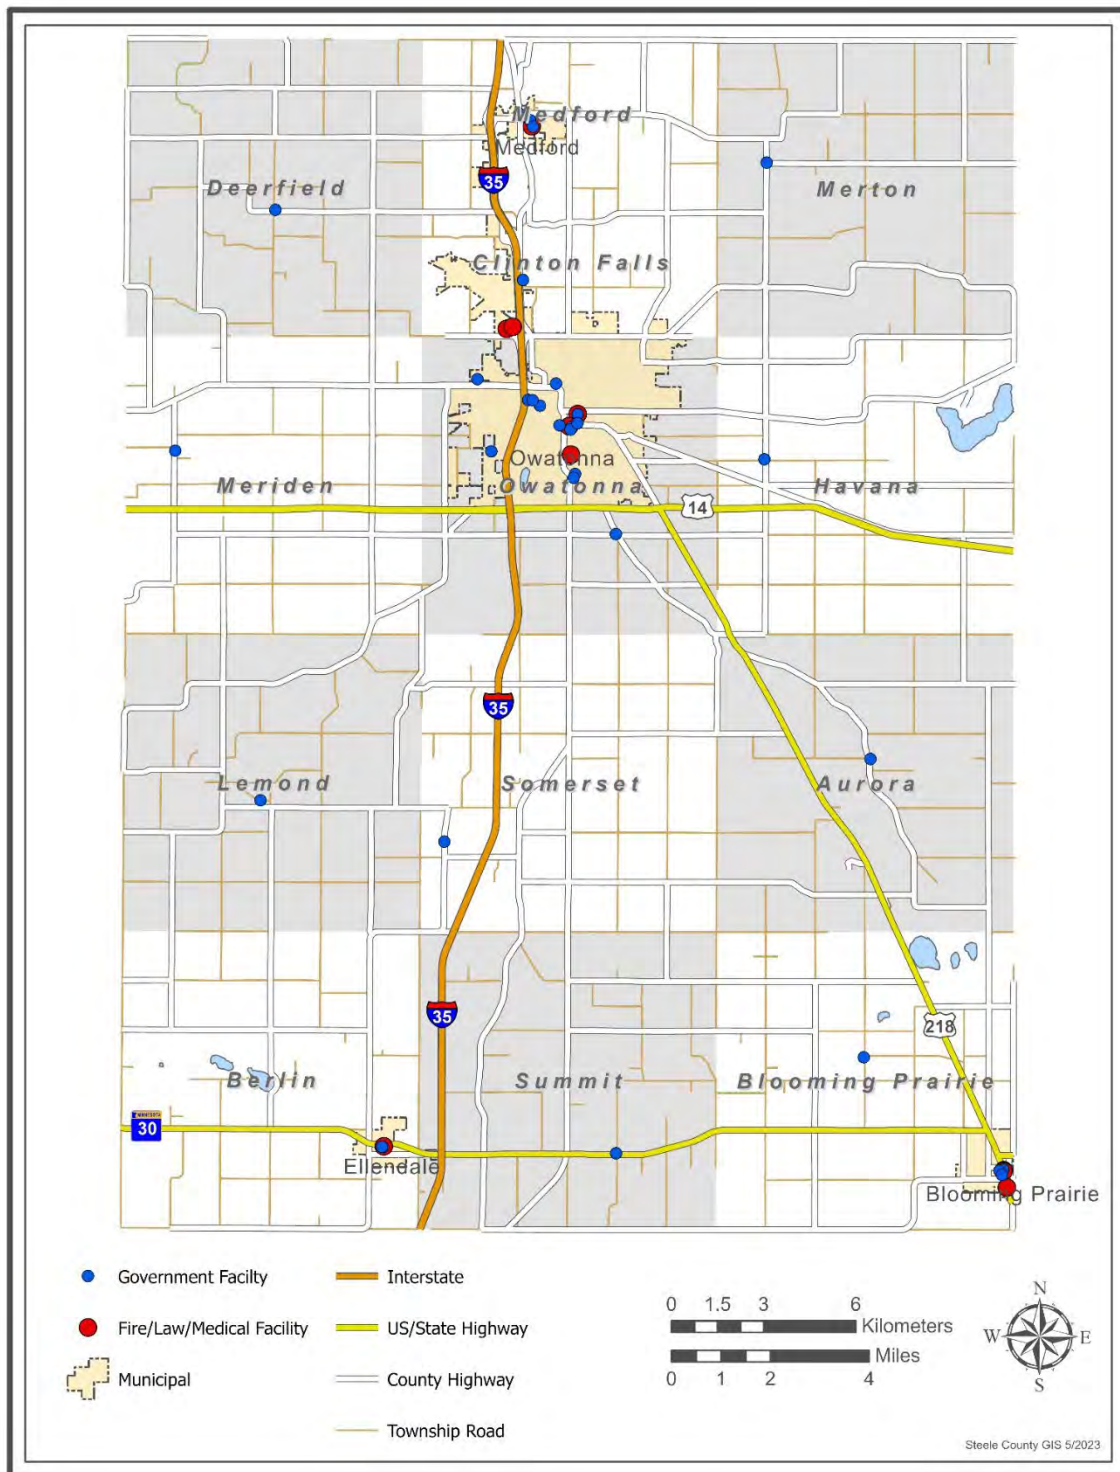 Medford
Medford
35
Deerfield
Merton
Clinton Falls
Owatonna
Meriden
Owatonna
Havana
14
35
Lemond
Somerset
Aurora
35
218
Berlin
Summit
Blooming Prairie
MINNESOTA
30
Ellendale
Blooming Prairie
Government Facilty
Interstate
Fire/Law/Medical Facility
US/State Highway
Municipal
County Highway
Township Road
0 1.5 3 6
Kilometers
Miles
0 1 2 4
N
W E
S
Steele County GIS 5/2023